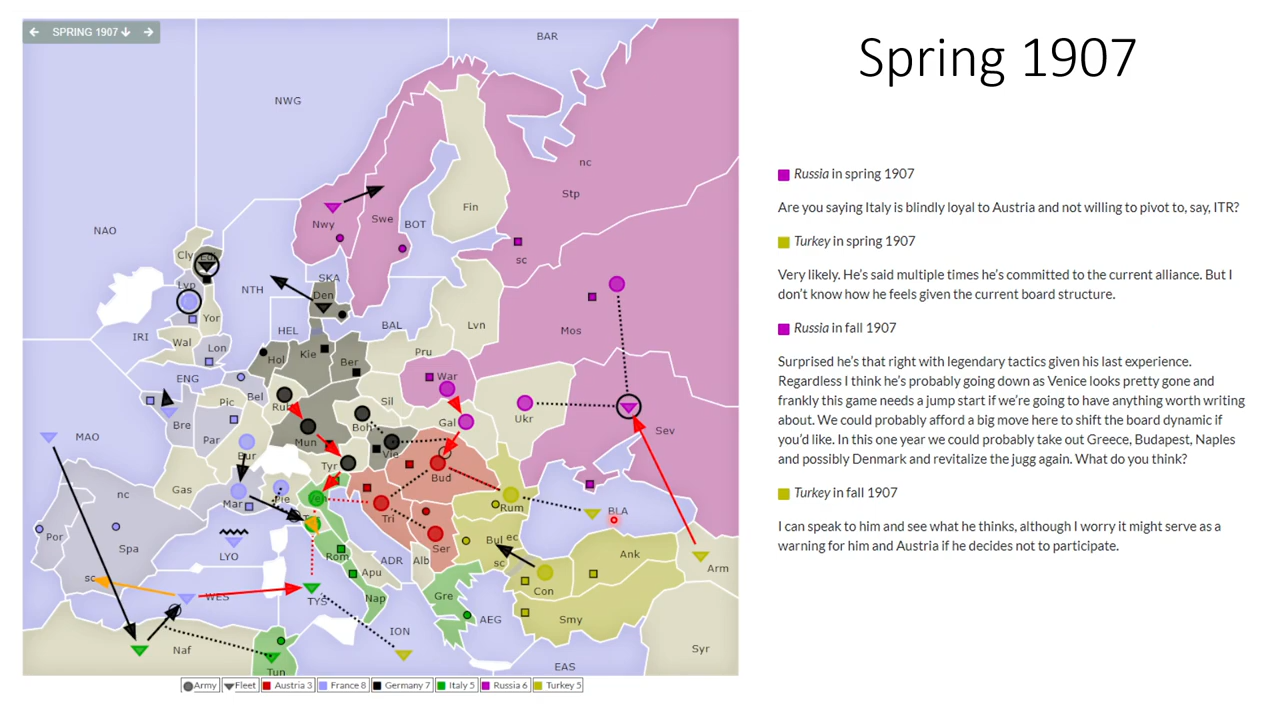 SPRING 1907
Spring 1907
BAR
NWG
nc
Stp
NAO
Nwy
Swe
BOT
Fin
sc
Cly
Edi
SKA
Den
NTH
Lvp
Yor
IRI
Wal
Lon
HEL
BAL
Lvn
Mos
Hol
Kie
Ber
Pru
ENG
Bel
Ruh
War
Sil
Pic
Bre
Par
Mun
Boh
Gal
Ukr
Sev
MAO
Bur
Vie
Tyr
Bud
Gas
nc
Mar
Pie
Ven
Tri
Rum
BLA
Por
Spa
LYO
Ser
Bul
ec
Ank
Rom
ADR
Alb
sc
Arm
Apu
Con
sc
WES
TYS
Nap
Gre
AEG
Smy
ION
Naf
Tun
EAS
Syr
Army
Fleet
Austria 3
France 8
Germany 7
Italy 5
Russia 6
Turkey 5
Russia in spring 1907
Are you saying Italy is blindly loyal to Austria and not willing to pivot to, say, ITR?
Turkey in spring 1907
Very likely. He's said multiple times he's committed to the current alliance. But I
don't know how he feels given the current board structure.
Russia in fall 1907
Surprised he's that right with legendary tactics given his last experience.
Regardless I think he's probably going down as Venice looks pretty gone and
frankly this game needs a jump start if we're going to have anything worth writing
about. We could probably afford a big move here to shift the board dynamic if
you'd like. In this one year we could probably take out Greece, Budapest, Naples
and possibly Denmark and revitalize the jugg again. What do you think?
Turkey in fall 1907
I can speak to him and see what he thinks, although I worry it might serve as a
warning for him and Austria if he decides not to participate.